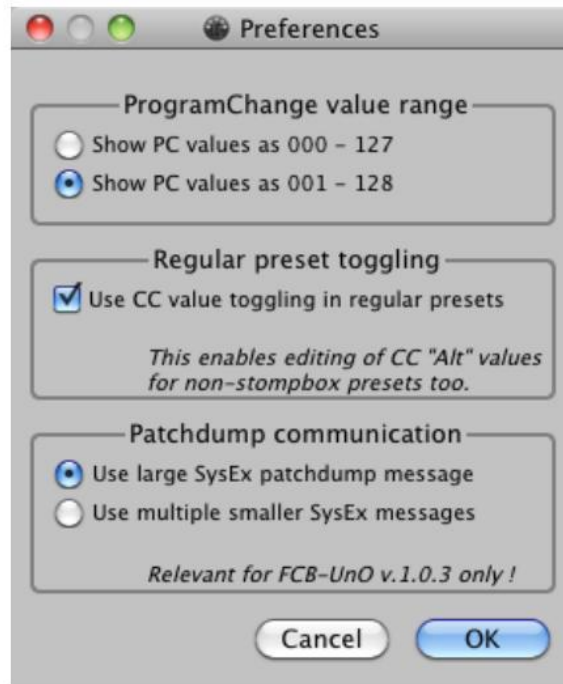 Preferences
ProgramChange value range
Show PC values as 000 – 127
Show PC values as 001 – 128
Regular preset toggling
Use CC value toggling in regular presets
This enables editing of CC "Alt" values
for non-stompbox presets too.
Patchdump communication
Use large SysEx patchdump message
Use multiple smaller SysEx messages
Relevant for FCB-UnO v.1.0.3 only !
Cancel
OK